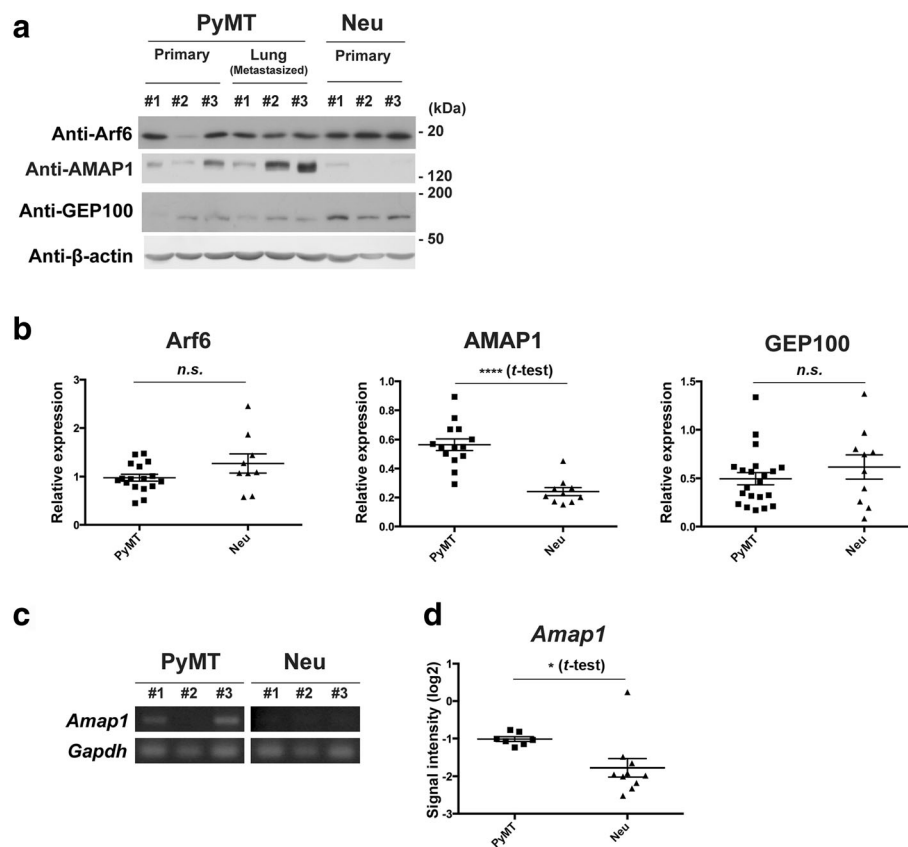 a
PyMT Neu
Primary Lung Primary
(Metastasized)
#1 #2 #3 #1 #2 #3 #1 #2 #3 (kDa)
Anti-Arf6 - 20
Anti-AMAP1
- 120
- 200
Anti-GEP100
- 50
Anti-β-actin
b
Arf6
n.s.
Relative expression
3
2
1
0
PyMT
Neu
AMAP1
**** (t-test)
Relative expression
1.0
0.8
0.6
0.4
0.2
0.0
PyMT
Neu
GEP100
n.s.
Relative expression
1.5
1.0
0.5
0.0
PyMT
Neu
c
PyMT Neu
#1 #2 #3 #1 #2 #3
Amap1
Gapdh
d
Amap1
* (t-test)
Signal intensity (log2)
1
0
-1
-2
-3
PyMT
Neu